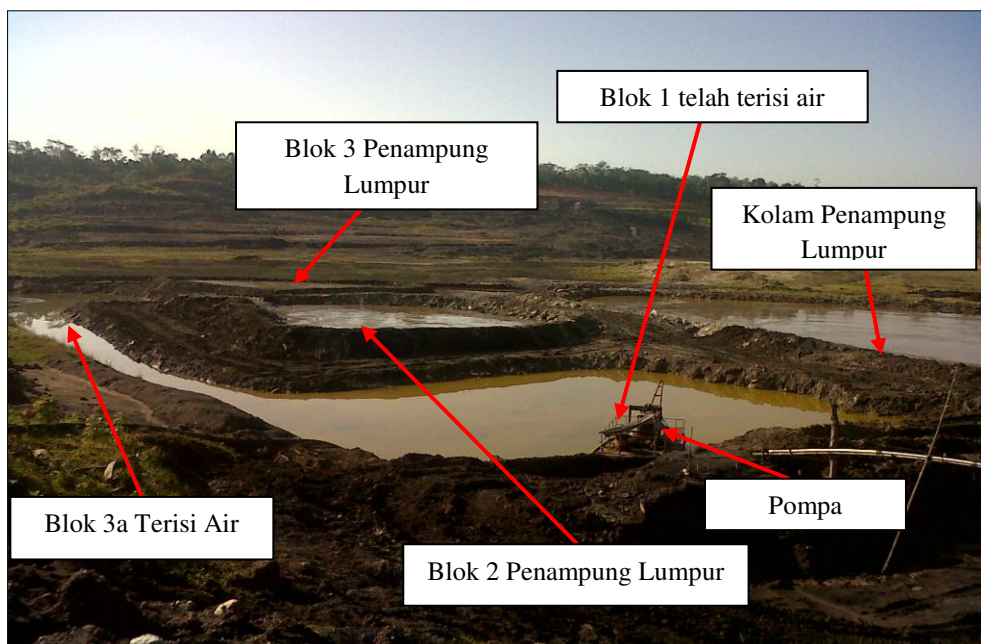 Blok 1 telah terisi air
Blok 3 Penampung
Lumpur
Kolam Penampung
Lumpur
Blok 3a Terisi Air
Pompa
Blok 2 Penampung Lumpur